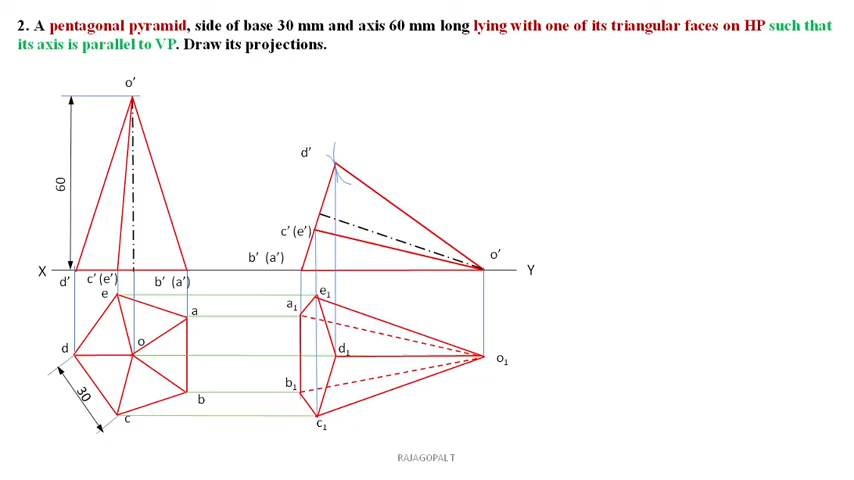 2. A pentagonal pyramid, side of base 30 mm and axis 60 mm long lying with one of its triangular faces on HP such that
its axis is parallel to VP. Draw its projections.
o'
d'
60
c' (e')
b' (a')
o'
X
Y
d'
c' (e')
b' (a')
e
a
a1
e1
d
o
d1
o1
30
b
b1
c
c1
RAJAGOPAL T